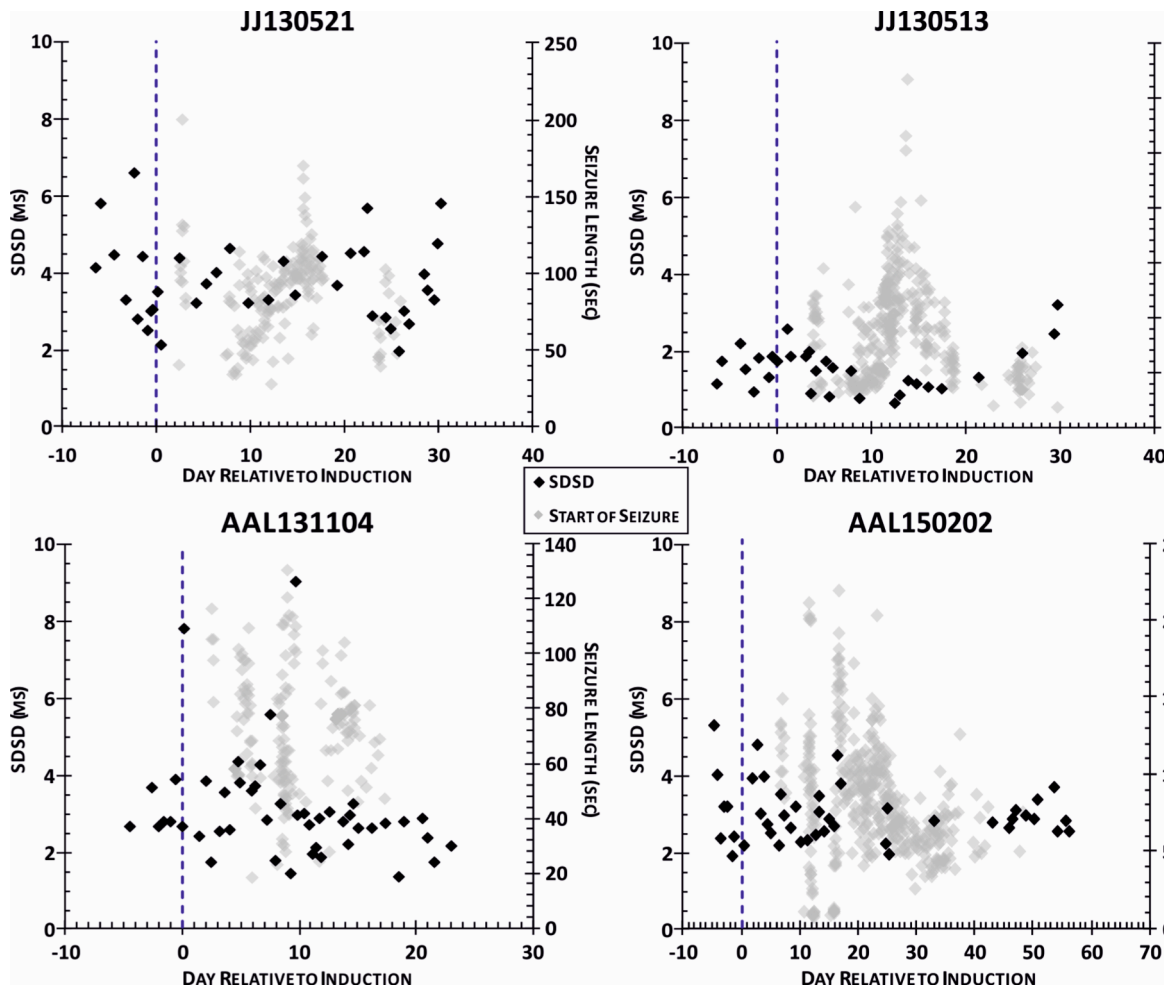 JJ130521
10
8
6
4
2
0
SDSD (MS)
250
200
150
100
50
0
SEIZURE LENGTH (SEC)
-10 0 10 20 30 40
DAY RELATIVE TO INDUCTION
JJ130513
10
8
6
4
2
0
SDSD (MS)
-10 0 10 20 30 40
DAY RELATIVE TO INDUCTION
SDSD
START OF SEIZURE
AAL131104
10
8
6
4
2
0
SDSD (MS)
140
120
100
80
60
40
20
0
SEIZURE LENGTH (SEC)
-10 0 10 20 30
DAY RELATIVE TO INDUCTION
AAL150202
10
8
6
4
2
0
SDSD (MS)
-10 0 10 20 30 40 50 60 70
DAY RELATIVE TO INDUCTION